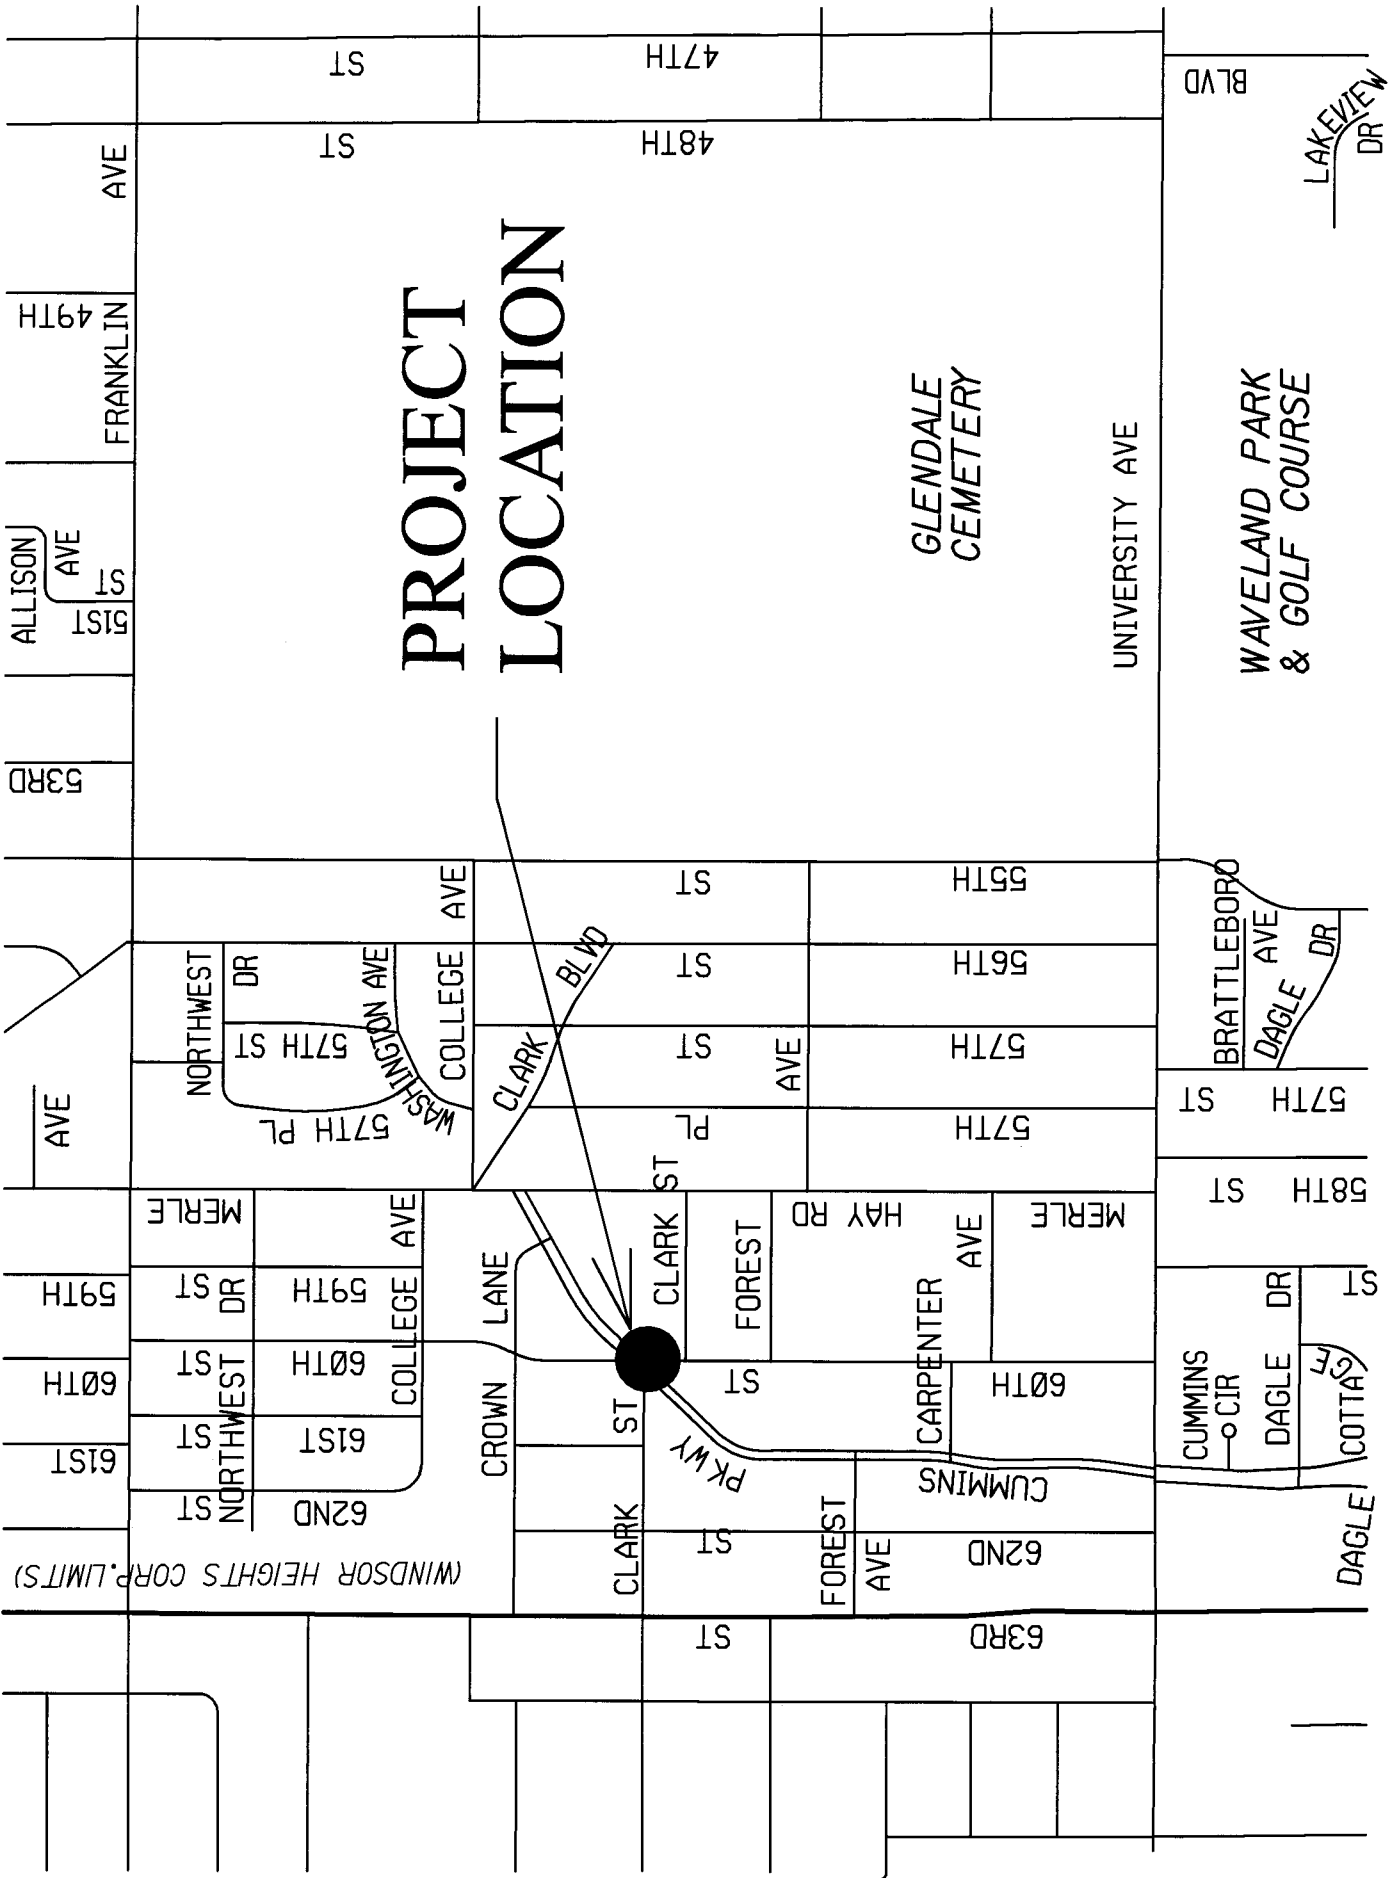 47TH
ST
48TH
ST
AVE
49TH
FRANKLIN
ALLISON
AVE
51ST
ST
53RD
PROJECT
LOCATION
GLENDALE
CEMETERY
UNIVERSITY AVE
WAVELAND PARK
& GOLF COURSE
BLVD
LAKEVIEW
DR
AVE
NORTHWEST
DR
57TH ST
57TH PL
WASHINGTON AVE
COLLEGE
AVE
CLARK
BLVD
55TH
ST
56TH
ST
57TH
ST
AVE
57TH
PL
BRATTLEBORO
AVE
DAGLE
DR
57TH
ST
58TH
ST
MERLE
HAY RD
MERLE
59TH
59TH
ST
60TH
60TH
ST
61ST
61ST
ST
62ND
ST
NORTHWEST
DR
COLLEGE
AVE
CROWN
LANE
CLARK
ST
FOREST
AVE
CARPENTER
60TH
ST
CLARK
ST
CUMMINS
PKWY
FOREST
AVE
62ND
ST
63RD
ST
CUMMINS
CIR
DAGLE
DR
ST
COTTAGE
DAGLE
(WINDSOR HEIGHTS CORP. LIMITS)